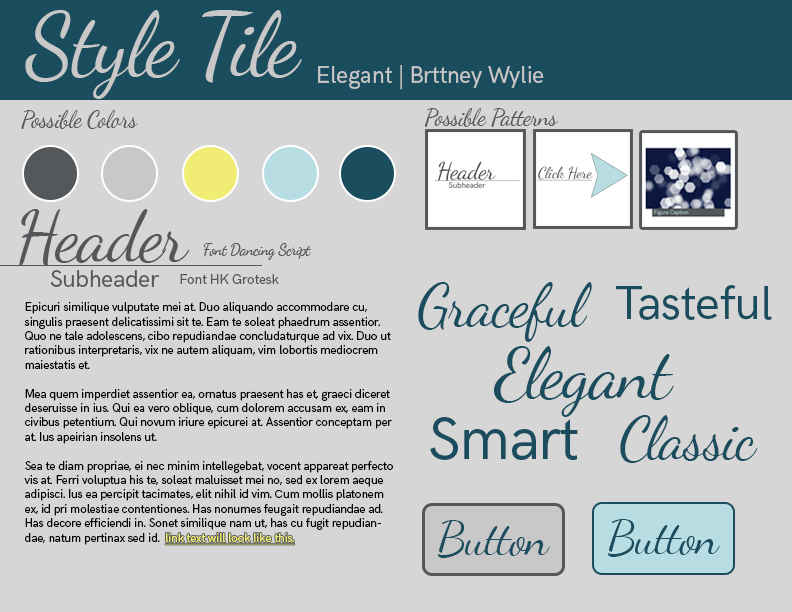 Style Tile
Elegant | Brttney Wylie
Possible Colors
Header
Font Dancing Script
Subheader
Font HK Grotesk
Epicuri similique vulputate mei at. Duo aliquando accommodare cu,
singulis praesent delicatissimi sit te. Eam te soleat phaedrum assentior.
Quo ne tale adolescens, cibo repudiandae concludaturque ad vix. Duo ut
rationibus interpretaris, vix ne autem aliquam, vim lobortis mediocrem
maiestatis et.
Mea quem imperdiet assentior ea, ornatus praesent has et, graeci diceret
deseruisse in ius. Qui ea vero oblique, cum dolorem accusam ex, eam in
civibus petentium. Qui novum iriure epicurei at. Assentior conceptam per
at. Ius apeirian insolens ut.
Sea te diam propriae, ei nec minim intellegebat, vocent appareat perfecto
vis at. Ferri voluptua his te, soleat maluisset mei no, sed ex lorem aeque
adipisci. Ius ea percipit tacimates, elit nihil id vim. Cum mollis platonem
ex, id pri molestiae contentiones. Has nonumes feugait repudiandae ad.
Has decore efficiendi in. Sonet similique nam ut, has cu fugit repudian-
dae, natum pertinax sed id. link text will look like this.
Possible Patterns
Header
Subheader
Click Here
Figure Caption
Graceful
Tasteful
Elegant
Smart
Classic
Button
Button